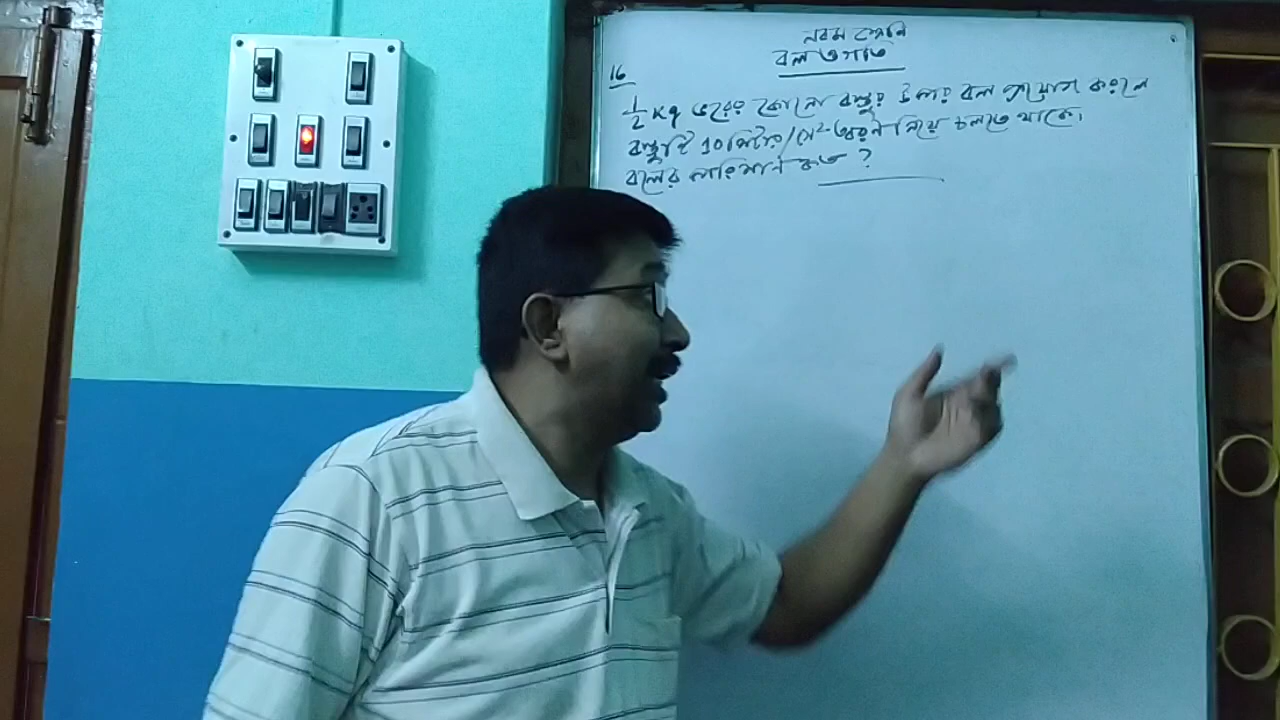 নবম শ্রেনি
বল ও গতি
16
1/2 Kg ভরের কোনো বস্তুর উপর বল প্রয়োগ করলে
বস্তুটি 10 মিটার/সে² ত্বরণ নিয়ে চলতে থাকে।
বলের পরিমাণ কত ?